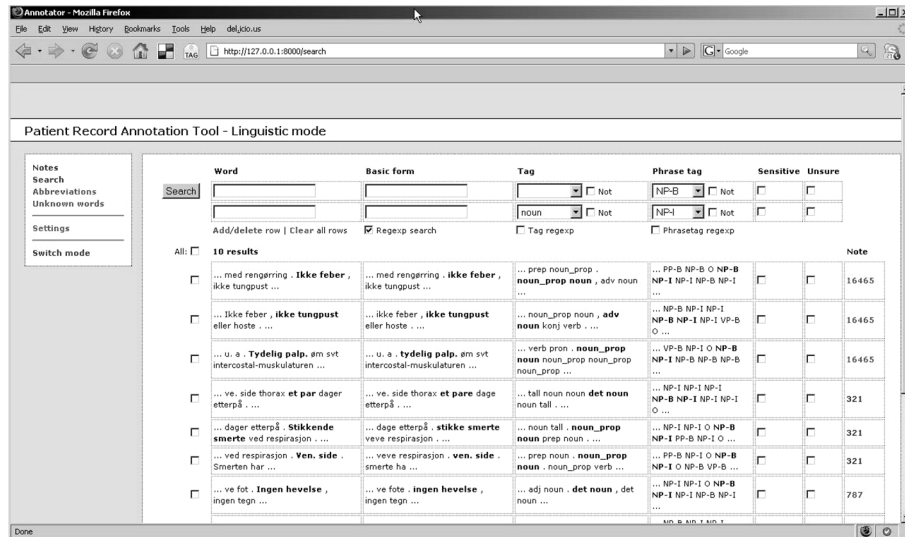 Annotator - Mozilla Firefox
File Edit View History Bookmarks Tools Help del.icio.us
TAG http://127.0.0.1:8000/search G Google
Patient Record Annotation Tool - Linguistic mode
Notes
Search
Abbreviations
Unknown words
Settings
Switch mode
Word Basic form Tag Phrase tag Sensitive Unsure
Search Not NP-B Not
noun Not NP-I Not
Add/delete row | Clear all rows Regexp search Tag regexp Phrasetag regexp
All: 10 results Note
... med rengørring . Ikke feber , ... med rengørring . ikke feber , ... prep noun_prop . ... PP-B NP-B O NP-B
ikke tungpust ... ikke tungpust ... noun_prop noun , adv noun NP-I NP-I NP-B NP-I 16465
... ...
... Ikke feber , ikke tungpust ... ikke feber , ikke tungpust ... noun_prop noun , adv ... NP-B NP-I NP-I
eller hoste . ... eller hoste . ... noun konj verb . ... NP-B NP-I NP-I VP-B 16465
O ...
... u. a . Tydelig palp. øm svt ... u. a . Tydelig palp. øm svt ... verb pron . noun_prop ... VP-B NP-I O NP-B
intercostal-muskulaturen ... intercostal-muskulaturen ... noun noun_prop noun_prop NP-I NP-B NP-B NP-B 16465
noun_prop ... ...
... ve. side thorax et par dager ... ve. side thorax et pare dage ... tall noun noun det noun ... NP-I NP-I NP-I
etterpå . ... etterpå . ... noun tall . ... NP-B NP-I NP-I NP-I 321
O ...
... dager etterpå . Stikkende ... dage etterpå . stikke smerte ... noun tall . noun_prop ... NP-I O NP-B
smerte ved respirasjon . ... veve respirasjon . ... noun prep noun . ... NP-I PP-B NP-I O ... 321
... ved respirasjon . Ven. side . ... veve respirasjon . ven. side . ... prep noun . noun_prop ... PP-B NP-I O NP-B
Smerten har ... smerte ha ... noun . noun_prop verb ... NP-I O NP-B VP-B ... 321
... ve fot . Ingen hevelse , ... ve fote . ingen hevelse , ... adj noun . det noun , det ... NP-I NP-I O NP-B
ingen tegn ... ingen tegn ... noun ... NP-I NP-I NP-B NP-I 787
...
Done